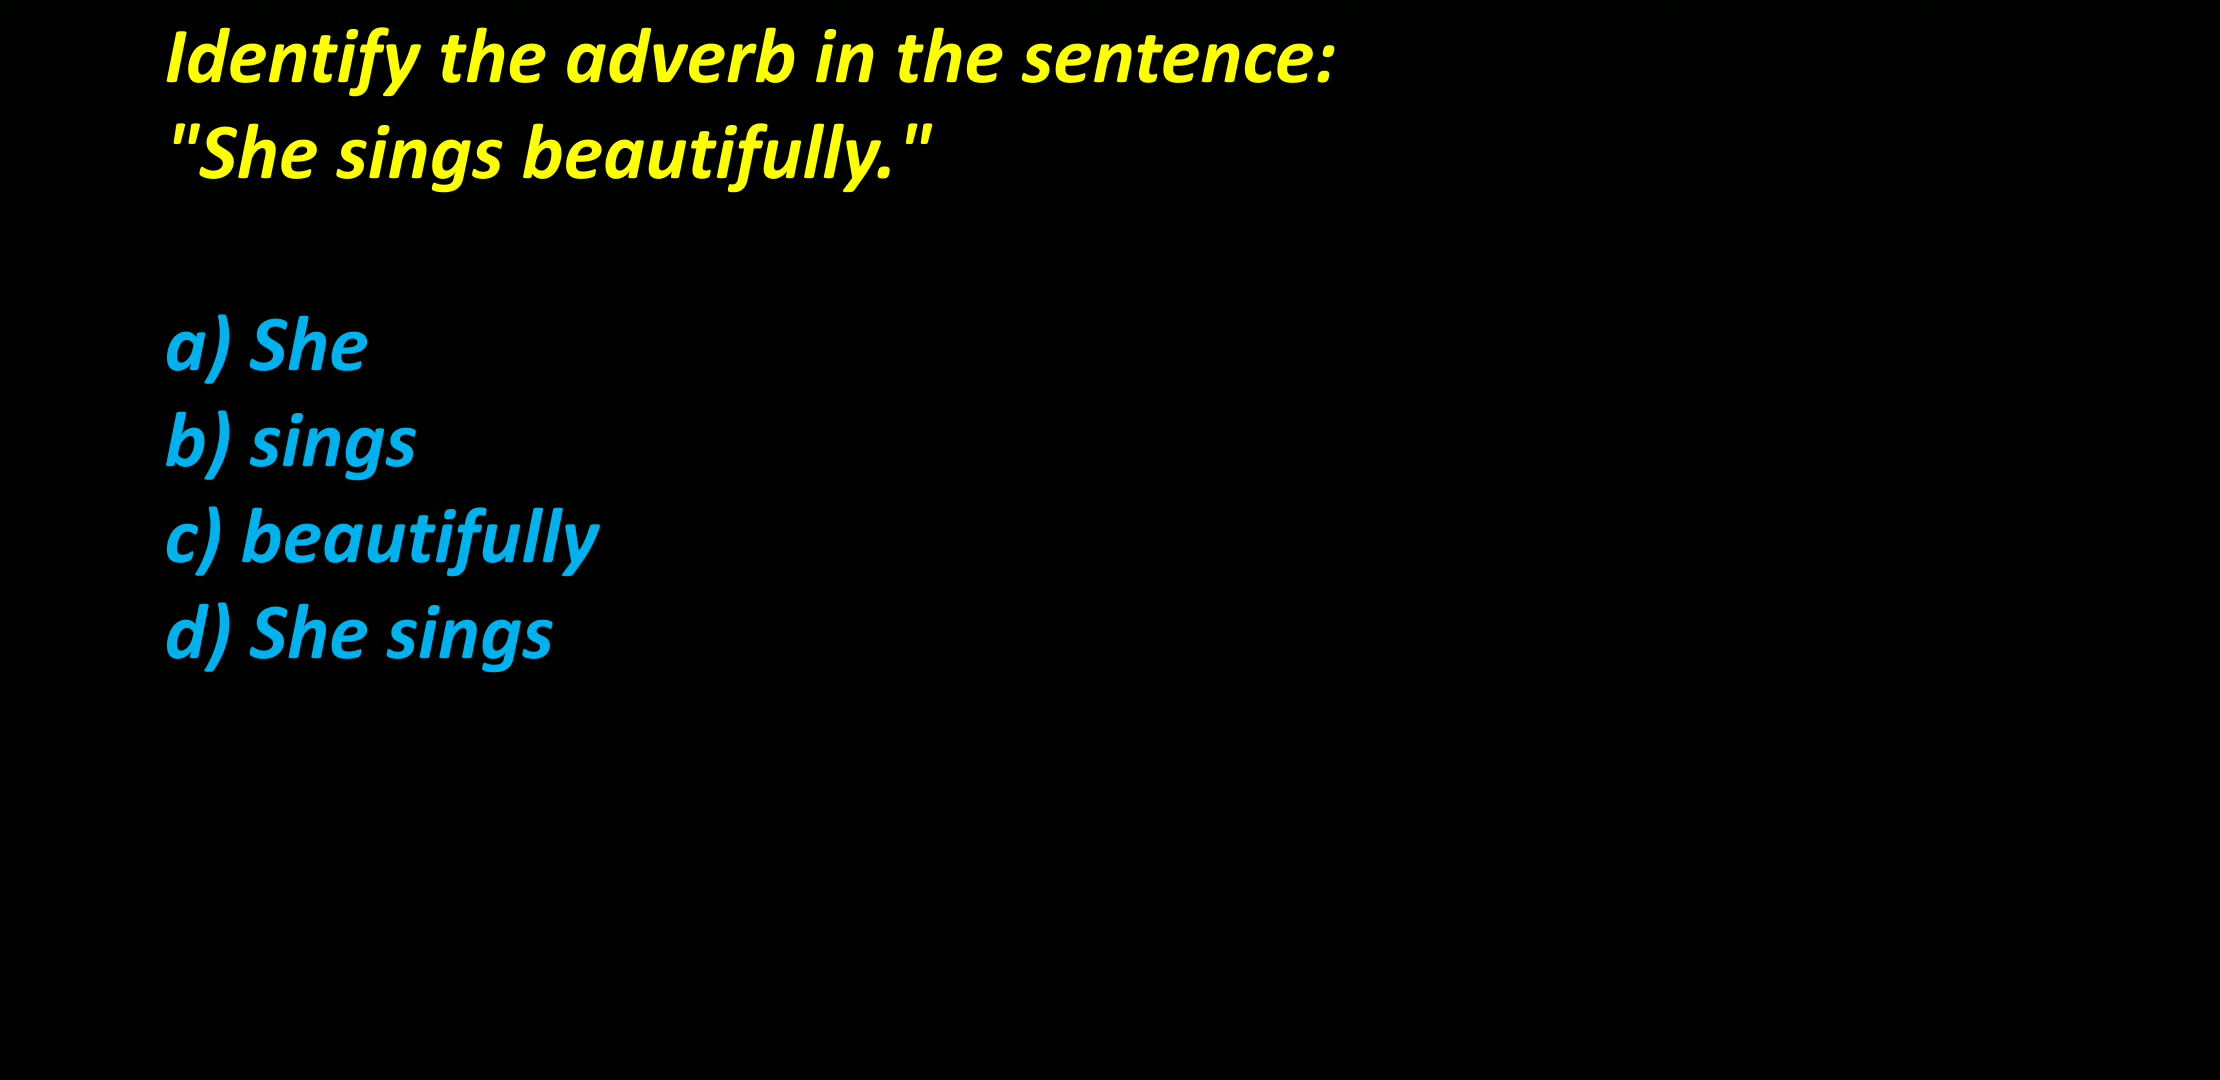 Identify the adverb in the sentence:
"She sings beautifully."
a) She
b) sings
c) beautifully
d) She sings